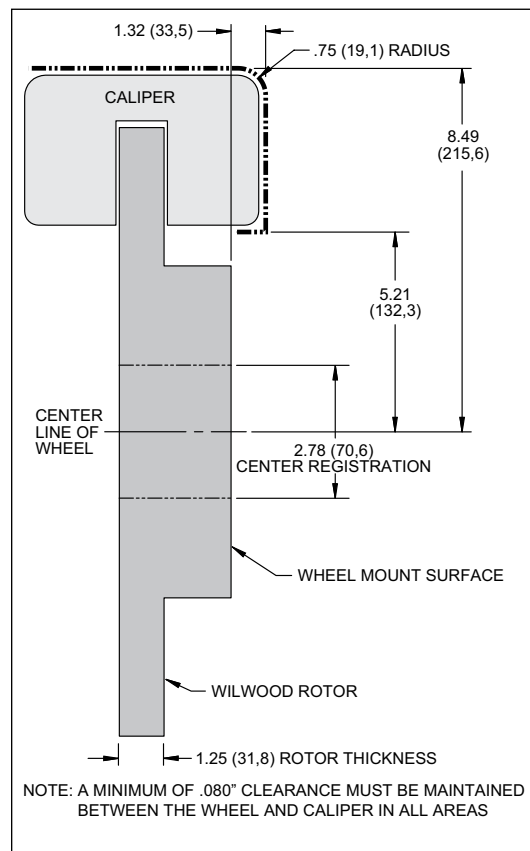 1.32 (33,5)
.75 (19,1) RADIUS
CALIPER
8.49
(215,6)
5.21
(132,3)
CENTER
LINE OF
WHEEL
2.78 (70,6)
CENTER REGISTRATION
WHEEL MOUNT SURFACE
WILWOOD ROTOR
1.25 (31,8) ROTOR THICKNESS
NOTE: A MINIMUM OF .080" CLEARANCE MUST BE MAINTAINED
BETWEEN THE WHEEL AND CALIPER IN ALL AREAS